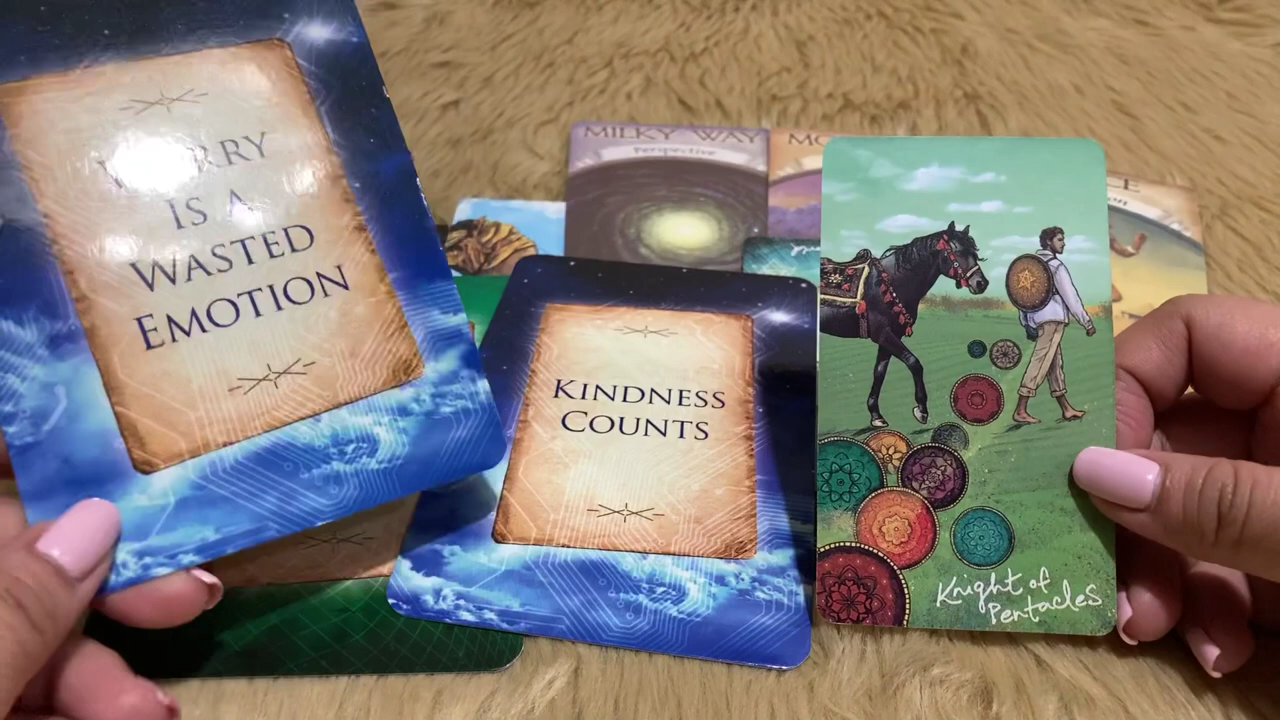 WORRY
IS A
WASTED
EMOTION
MILKY WAY
Perspective
KINDNESS
COUNTS
Knight of
Pentacles